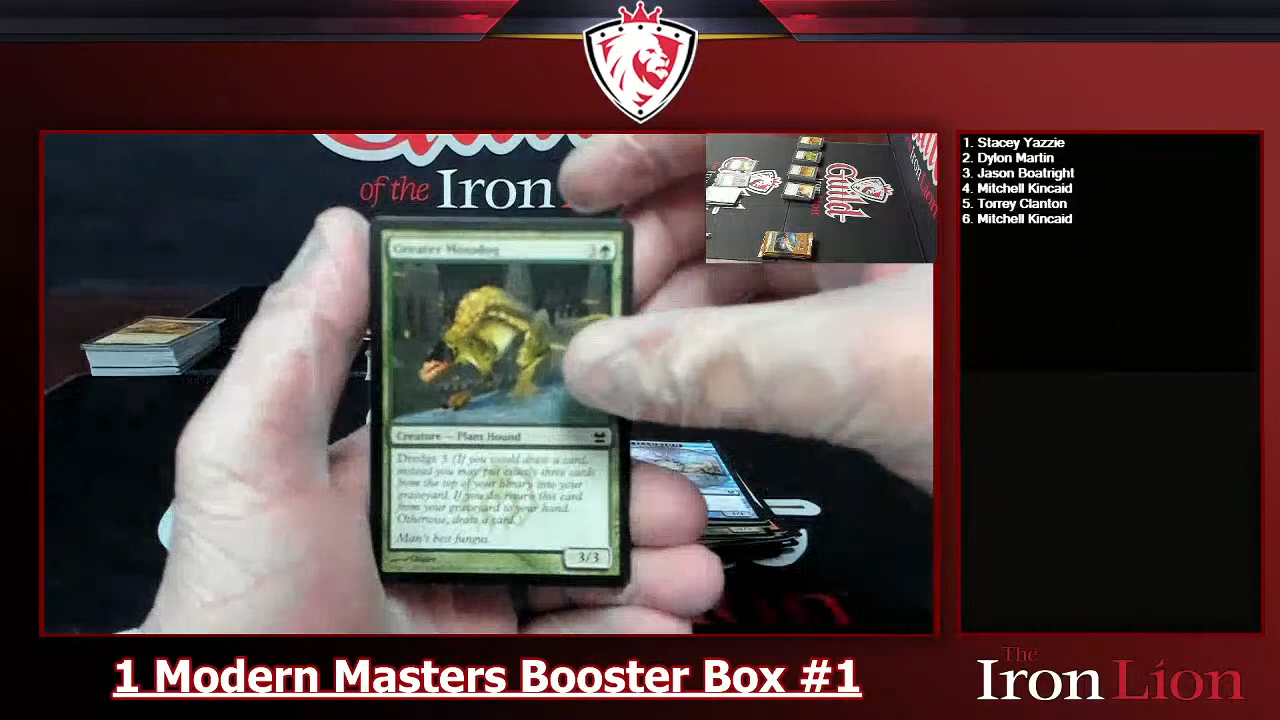 of the Iron
Guild
Greater Mossdog 3
Creature — Plant Hound
Dredge 3 (If you would draw a card,
instead you may put exactly three cards
from the top of your library into your
graveyard. If you do, return this card
from your graveyard to your hand.
Otherwise, draw a card.)
Man's best fungus.
3/3
1. Stacey Yazzie
2. Dylon Martin
3. Jason Boatright
4. Mitchell Kincaid
5. Torrey Clanton
6. Mitchell Kincaid
1 Modern Masters Booster Box #1
The
Iron Lion